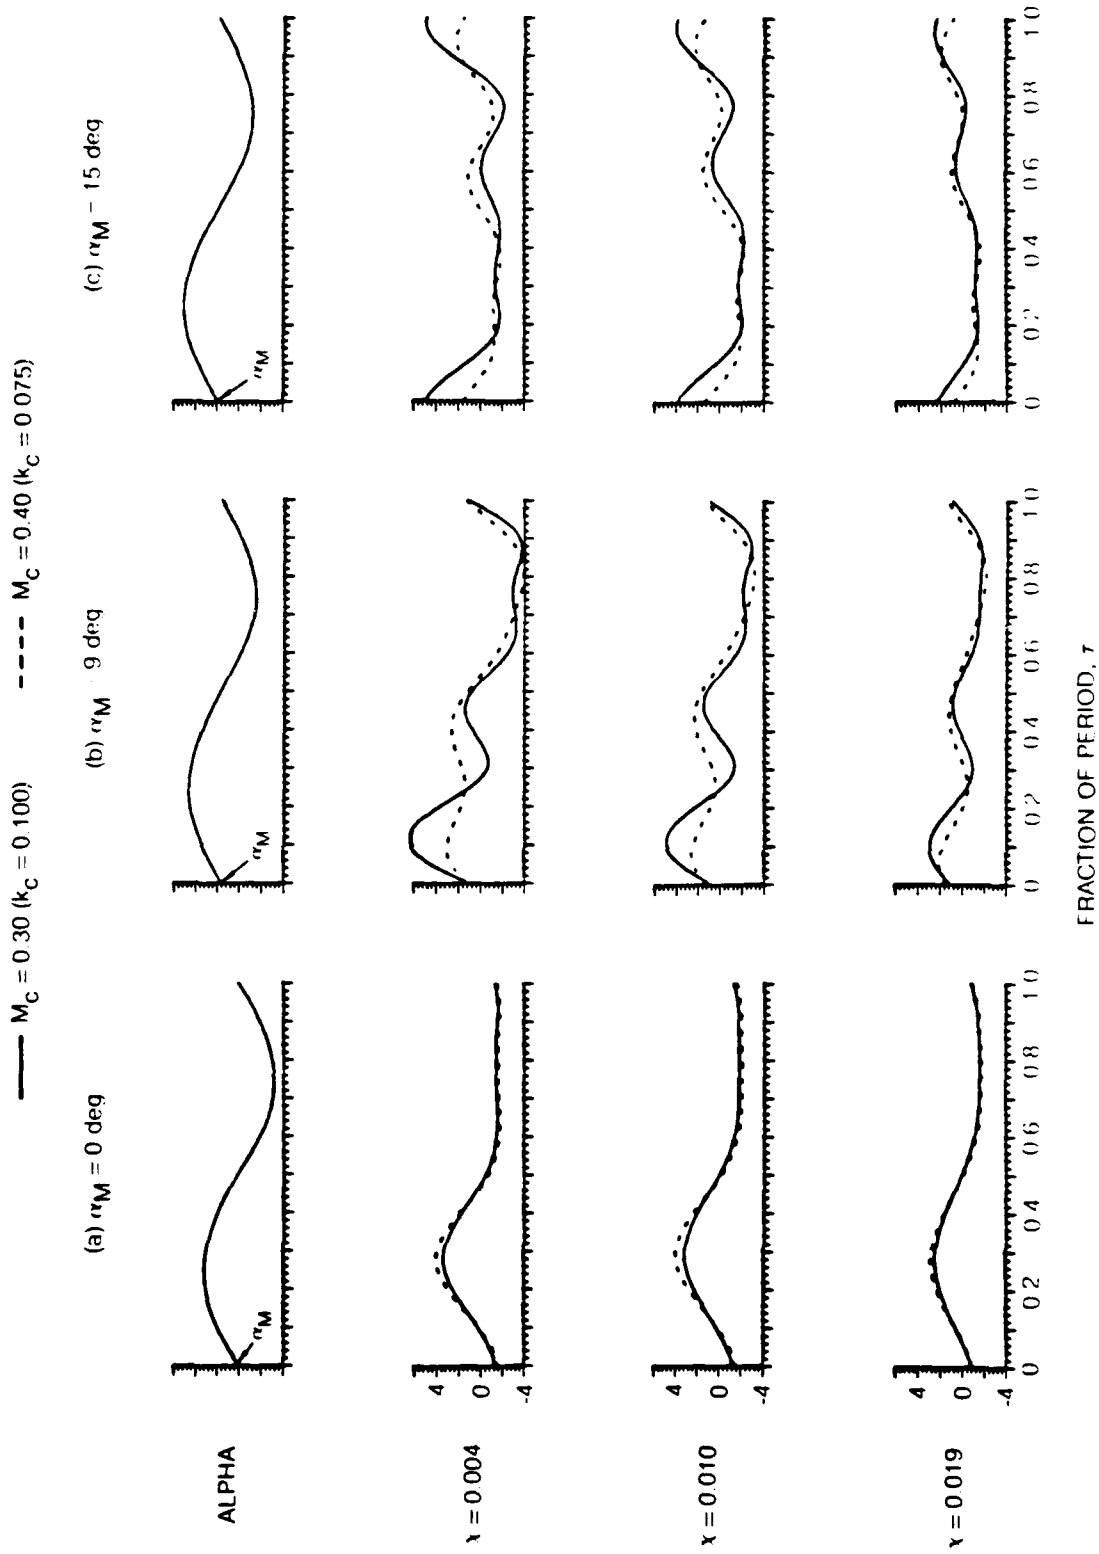 M_C = 0.30 (k_C = 0.100) M_C = 0.40 (k_C = 0.075)
(a) α_M = 0 deg
(b) α_M 9 deg
(c) α_M – 15 deg
ALPHA
α_M
α_M
α_M
χ = 0.004
4
0
-4
χ = 0.010
4
0
-4
χ = 0.019
4
0
-4
0 0.2 0.4 0.6 0.8 1.0
0 0.2 0.4 0.6 0.8 1.0
0 0.2 0.4 0.6 0.8 1.0
FRACTION OF PERIOD, τ